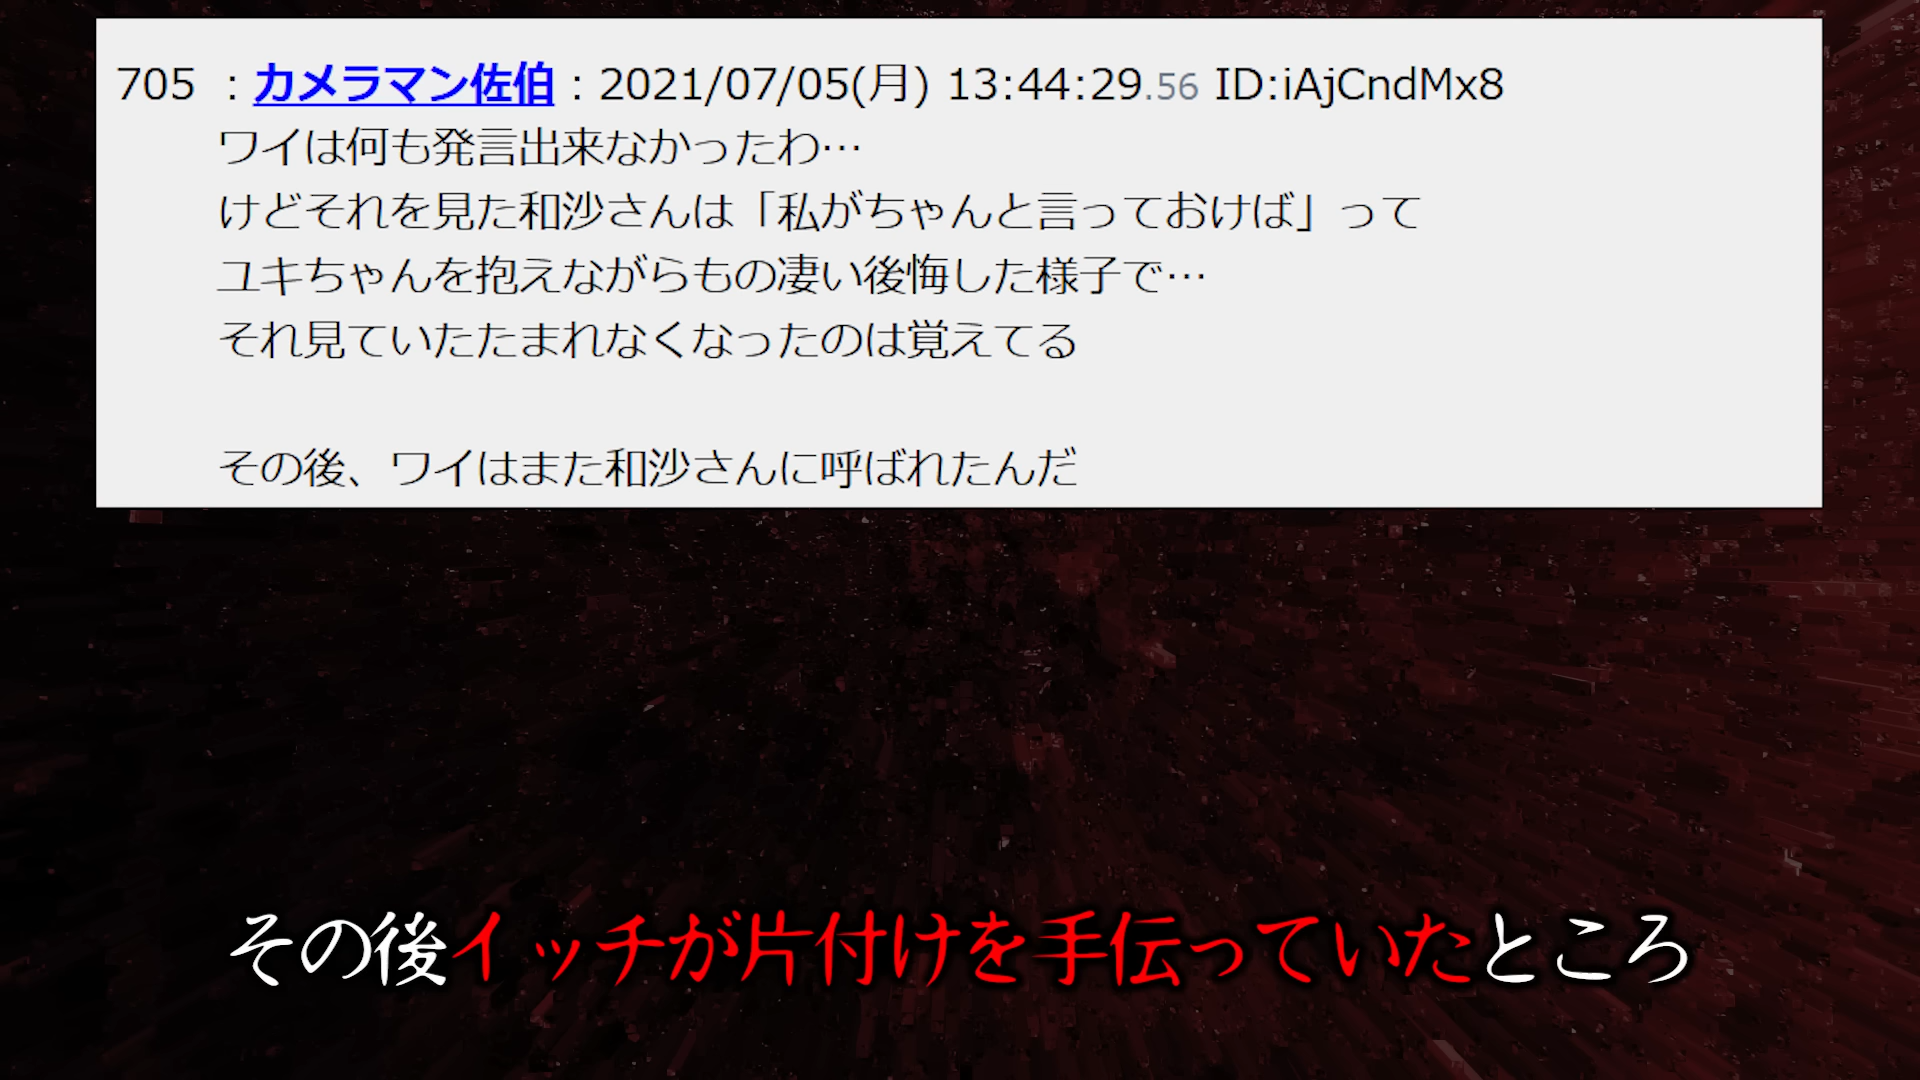 705 ：カメラマン佐伯：2021/07/05(月) 13:44:29.56 ID:iAjCndMx8
ワイは何も発言出来なかったわ…
けどそれを見た和沙さんは「私がちゃんと言っておけば」って
ユキちゃんを抱えながらもの凄い後悔した様子で…
それ見ていたたまれなくなったのは覚えてる
その後、ワイはまた和沙さんに呼ばれたんだ
その後イッチが片付けを手伝っていたところ